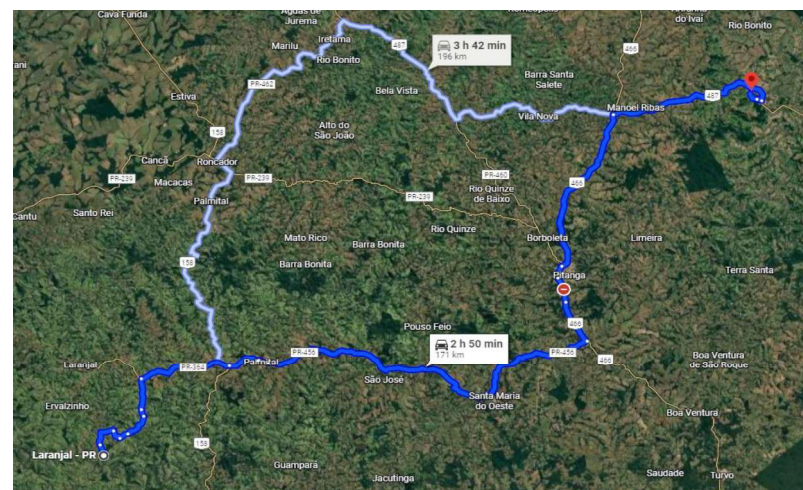 Cava Funda
Jurema
do Ivaí
Rio Bonito
Marilu
Iretama
487
3 h 42 min
196 km
466
Rio Bonito
PR-462
Estiva
Bela Vista
Barra Santa
Salete
487
Manoel Ribas
Vila Nova
Alto do
São João
158
Cancã
Roncador
PR-239
PR-239
Macacas
PR-460
466
PR-239
Rio Quinze
de Baixo
Palmital
Cantu
Santo Rei
Rio Quinze
Mato Rico
Barra Bonita
Borboleta
Limeira
158
Barra Bonita
Pitanga
Terra Santa
466
Pouso Feio
2 h 50 min
171 km
PR-456
PR-456
466
Laranjal
PR-364
Palmital
Boa Ventura
de São Roque
São José
Santa Maria
do Oeste
Ervalzinho
Boa Ventura
158
Laranjal - PR
Guampará
Jacutinga
Saudade
Turvo